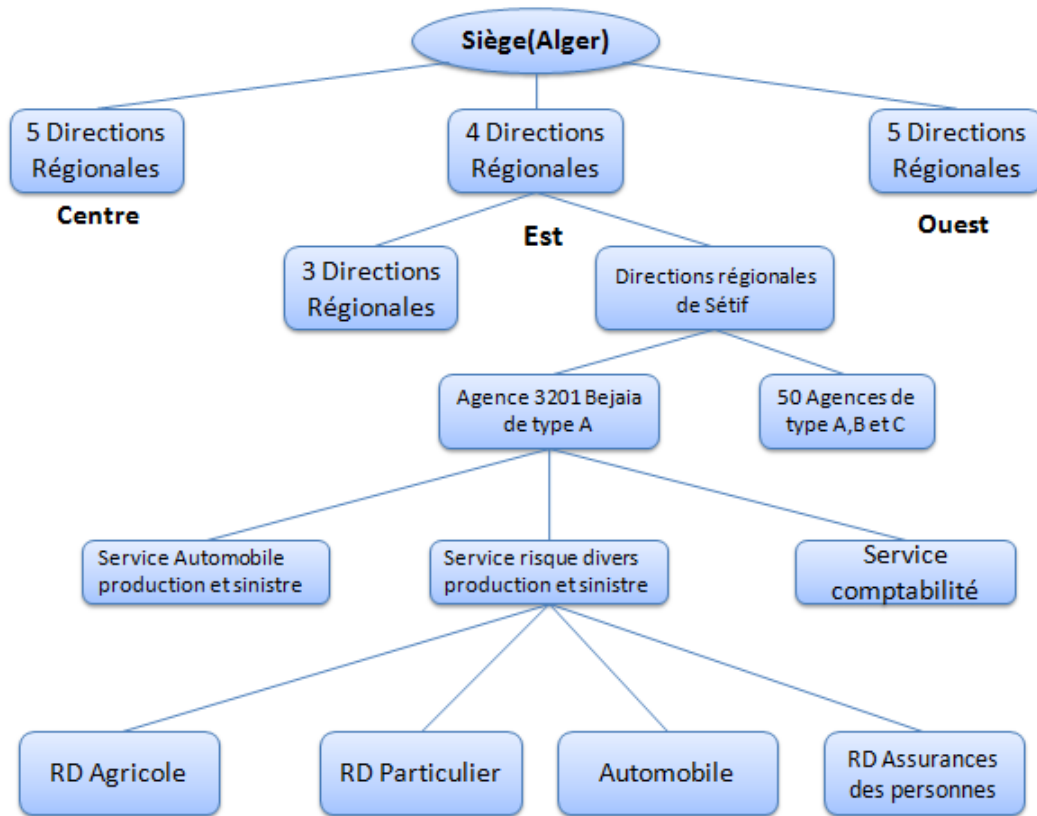 Siège(Alger)
5 Directions
Régionales
4 Directions
Régionales
5 Directions
Régionales
Centre
Est
Ouest
3 Directions
Régionales
Directions régionales
de Sétif
Agence 3201 Bejaia
de type A
50 Agences de
type A,B et C
Service Automobile
production et sinistre
Service risque divers
production et sinistre
Service
comptabilité
RD Agricole
RD Particulier
Automobile
RD Assurances
des personnes